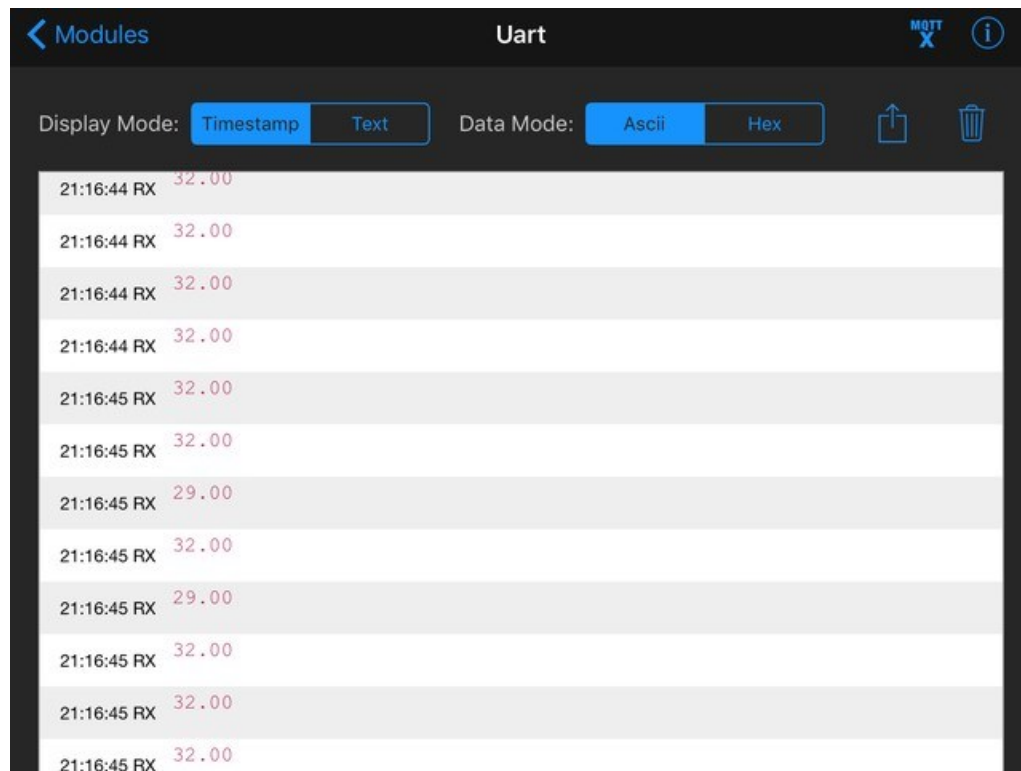 Modules Uart MQTT X i
Display Mode: Timestamp Text Data Mode: Ascii Hex
21:16:44 RX 32.00
21:16:44 RX 32.00
21:16:44 RX 32.00
21:16:44 RX 32.00
21:16:45 RX 32.00
21:16:45 RX 32.00
21:16:45 RX 29.00
21:16:45 RX 32.00
21:16:45 RX 29.00
21:16:45 RX 32.00
21:16:45 RX 32.00
21:16:45 RX 32.00